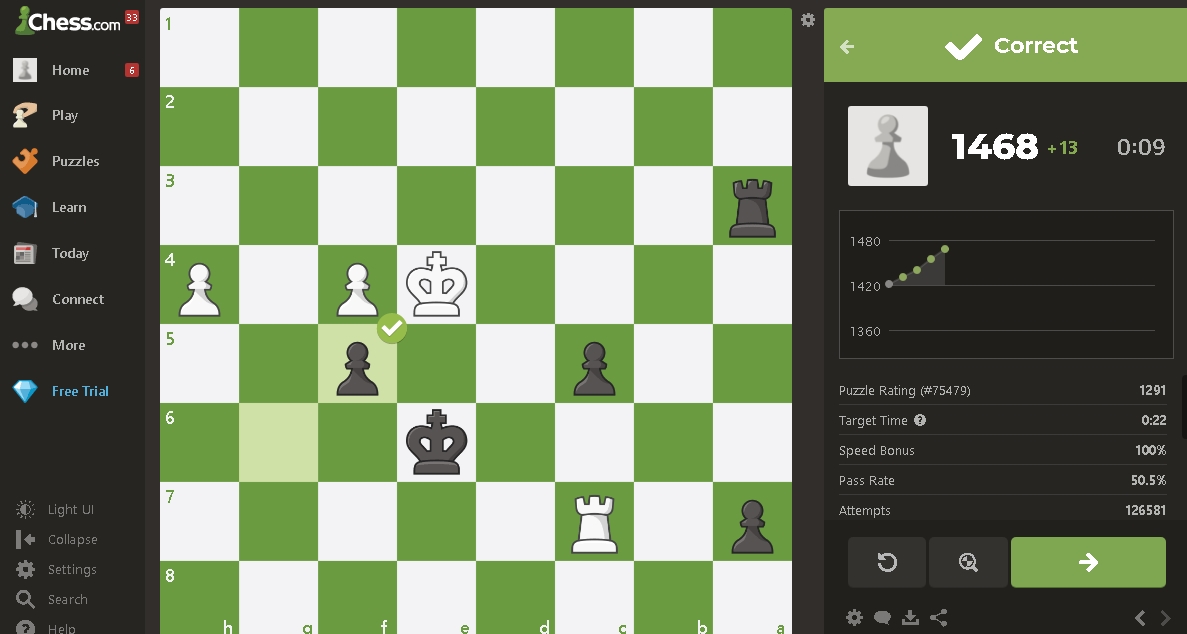 Chess.com 33
Home 6
Play
Puzzles
Learn
Today
Connect
More
Free Trial
Light UI
Collapse
Settings
Search
Help
1
2
3
4
5
6
7
8
h g f e d c b a
Correct
1468 +13 0:09
1480
1420
1360
Puzzle Rating (#75479) 1291
Target Time 0:22
Speed Bonus 100%
Pass Rate 50.5%
Attempts 126581